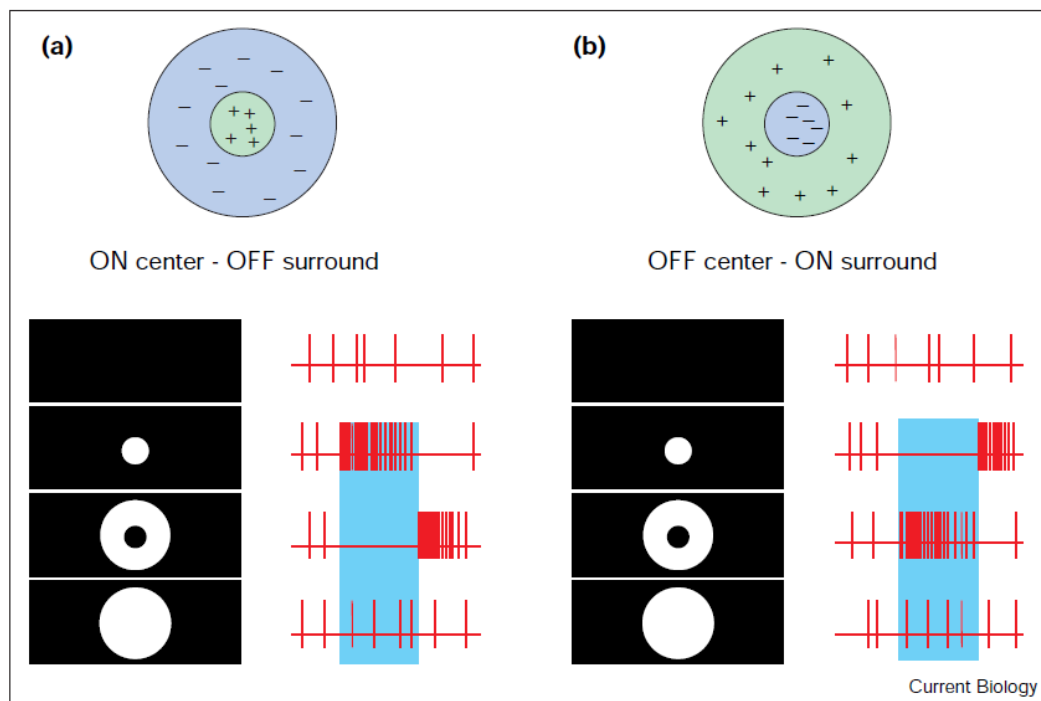 (a)
(b)
ON center - OFF surround
OFF center - ON surround
Current Biology